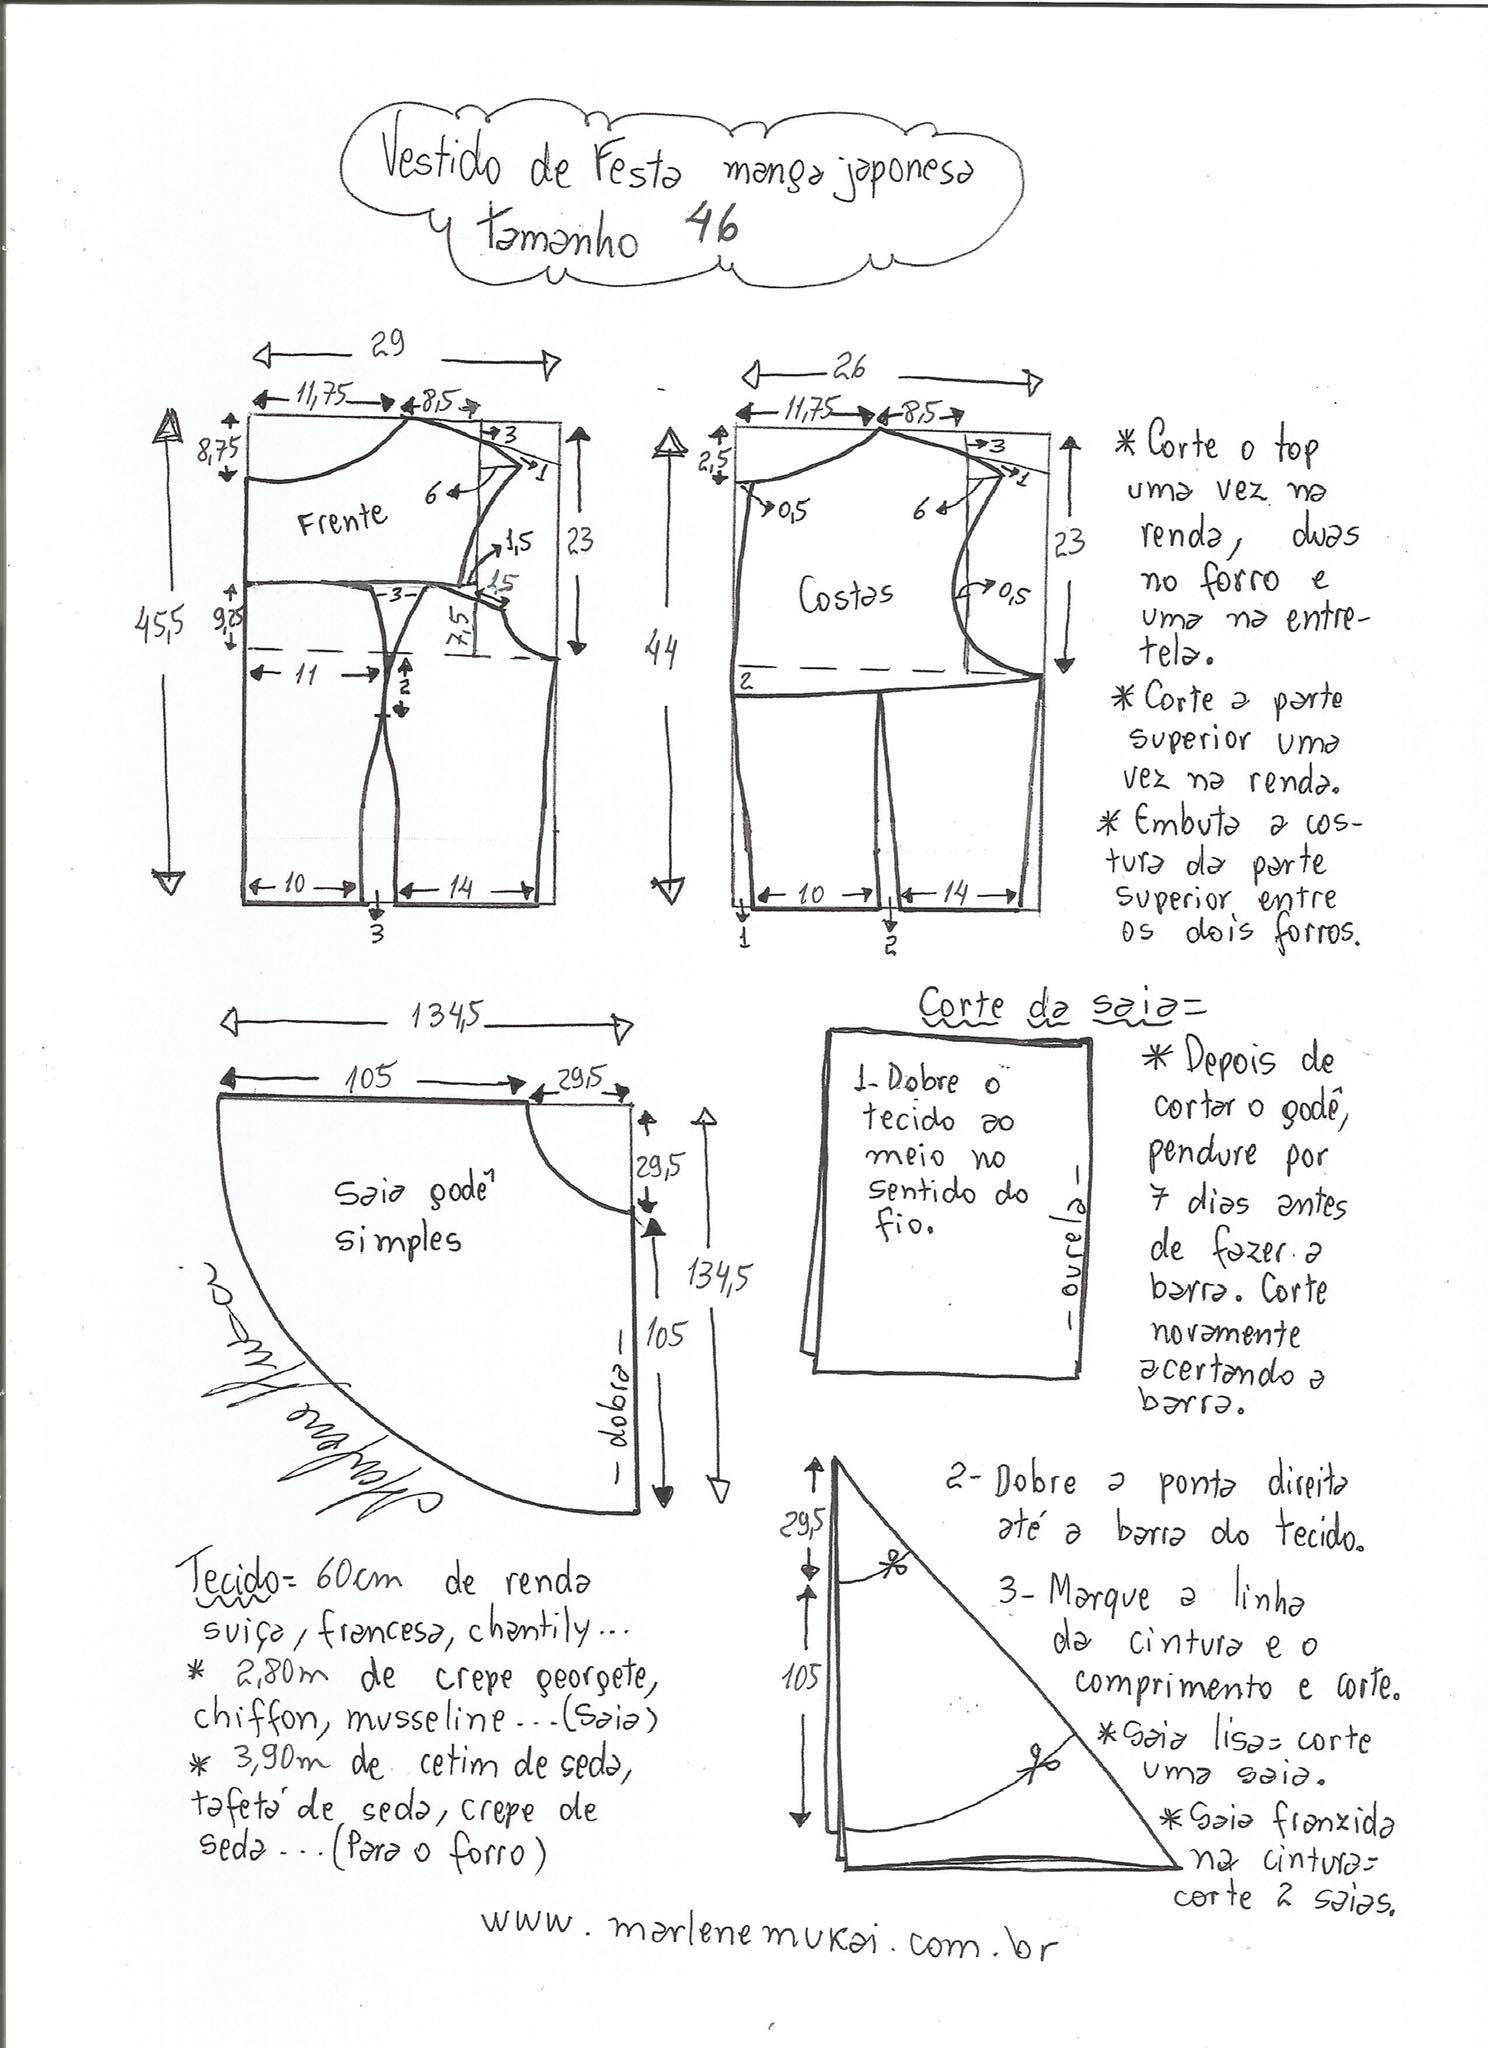 Vestido de Festa manga japonesa
tamanho 46
29
11,75
8,5
3
8,75
1
6
Frente
1,5
23
1,5
3
45,5
9,25
7,5
11
2
10
14
3
26
11,75
8,5
3
2,5
1
0,5
6
23
Costas
0,5
44
2
10
14
1
2
* Corte o top
uma vez na
renda, duas
no forro e
uma na entre-
tela.
* Corte a parte
superior uma
vez na renda.
* Embuta a cos-
tura da parte
superior entre
os dois forros.
134,5
105
29,5
29,5
Saia godê
simples
134,5
105
- dobra -
Marlene Mukai
Corte da saia=
1- Dobre o
tecido ao
meio no
sentido do
fio.
- ourela -
* Depois de
cortar o godê,
pendure por
7 dias antes
de fazer a
barra. Corte
novamente
acertando a
barra.
2- Dobre a ponta direita
até a barra do tecido.
29,5
3- Marque a linha
da cintura e o
comprimento e corte.
105
* Saia lisa= corte
uma saia.
* Saia franzida
na cintura=
corte 2 saias.
Tecido= 60cm de renda
suiça, francesa, chantily...
* 2,80m de crepe georgete,
chiffon, musseline...(Saia)
* 3,90m de cetim de seda,
tafetá de seda, crepe de
seda...(Para o forro)
www.marlenemukai.com.br